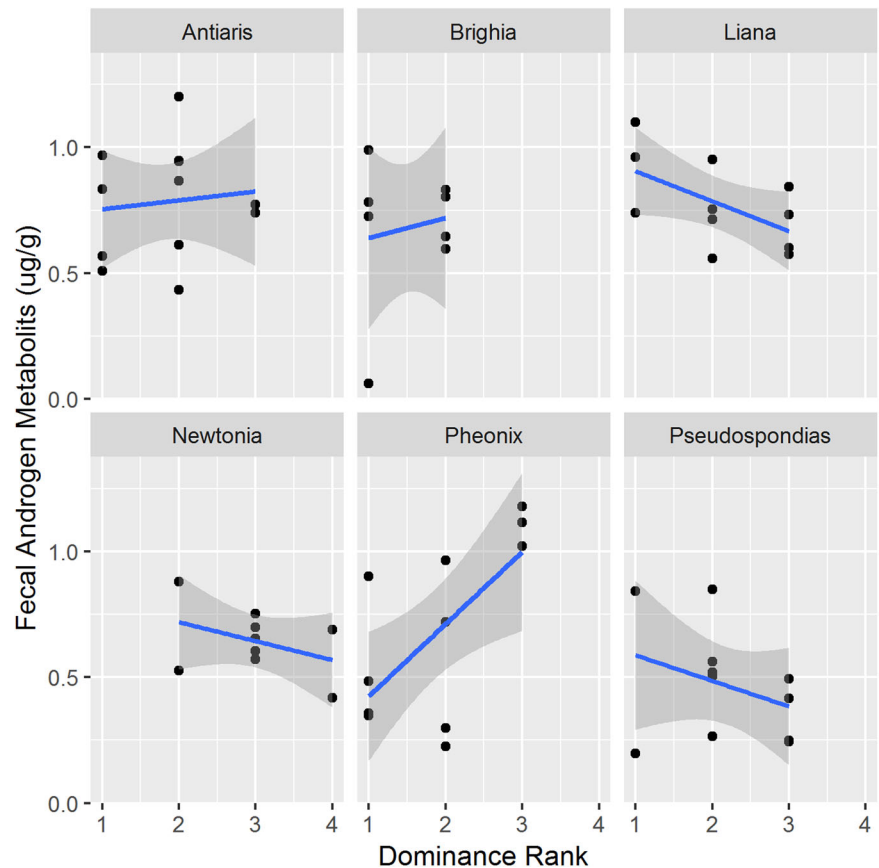 Antiaris Brighia Liana
1.0
0.5
0.0
Newtonia Pheonix Pseudospondias
1.0
0.5
0.0
1 2 3 4 1 2 3 4 1 2 3 4
Dominance Rank
Fecal Androgen Metabolits (ug/g)